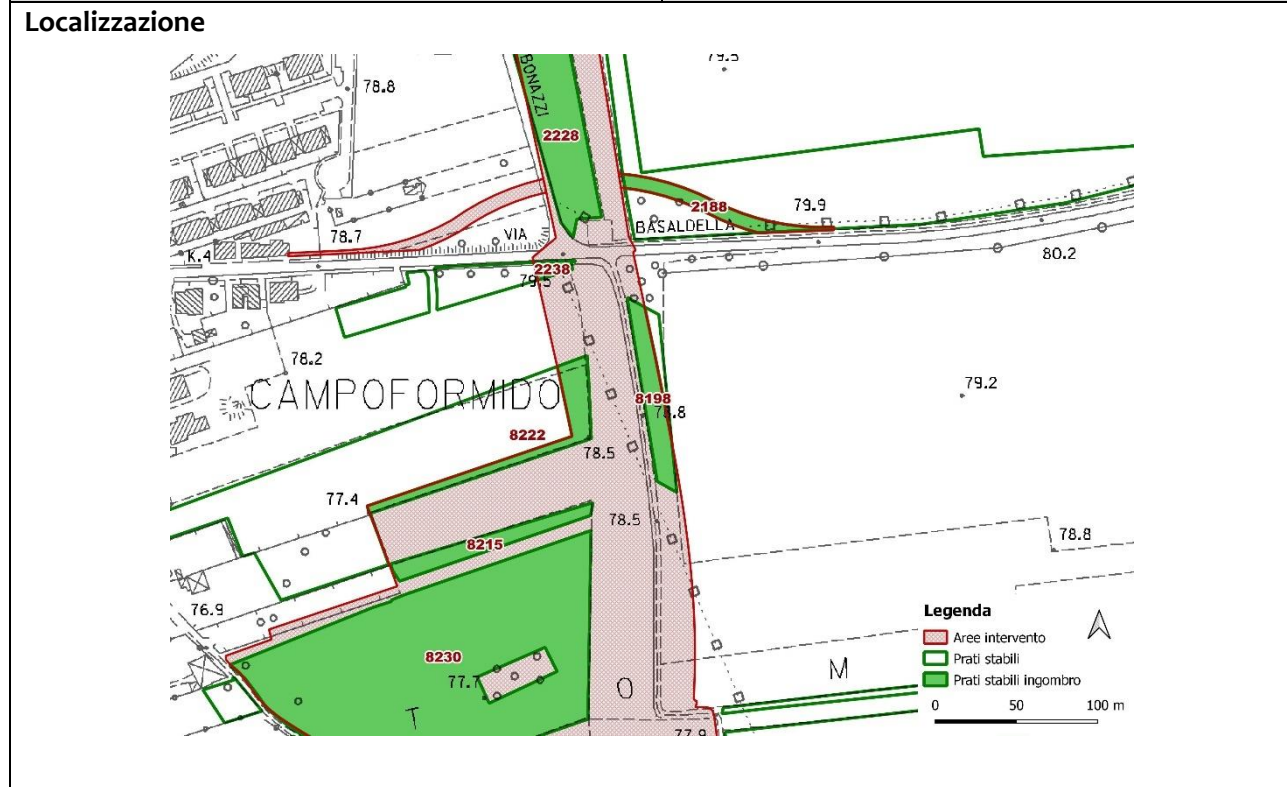 Localizzazione
79.5
78.8
BONAZZI
2228
2188
79.9
78.7
VIA
BASALDELLA
K.4
2238
79.5
80.2
78.2
CAMPOFORMIDO
79.2
8198
78.8
8222
78.5
77.4
78.5
8215
78.8
76.9
Legenda
Aree intervento
Prati stabili
Prati stabili ingombro
0 50 100 m
8230
77.7
M
O
T
77.9